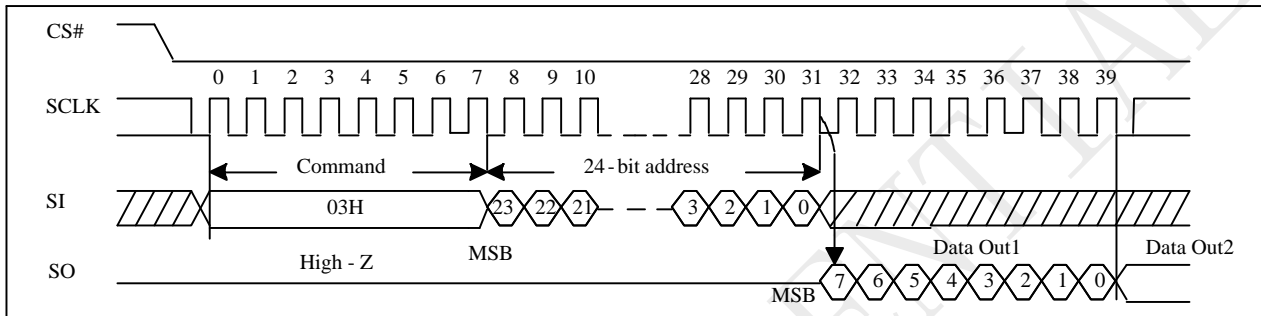 CS#
0 1 2 3 4 5 6 7 8 9 10 28 29 30 31 32 33 34 35 36 37 38 39
SCLK
Command 24-bit address
SI 03H 23 22 21 3 2 1 0
High - Z MSB Data Out1 Data Out2
SO MSB 7 6 5 4 3 2 1 0
ENTIAL